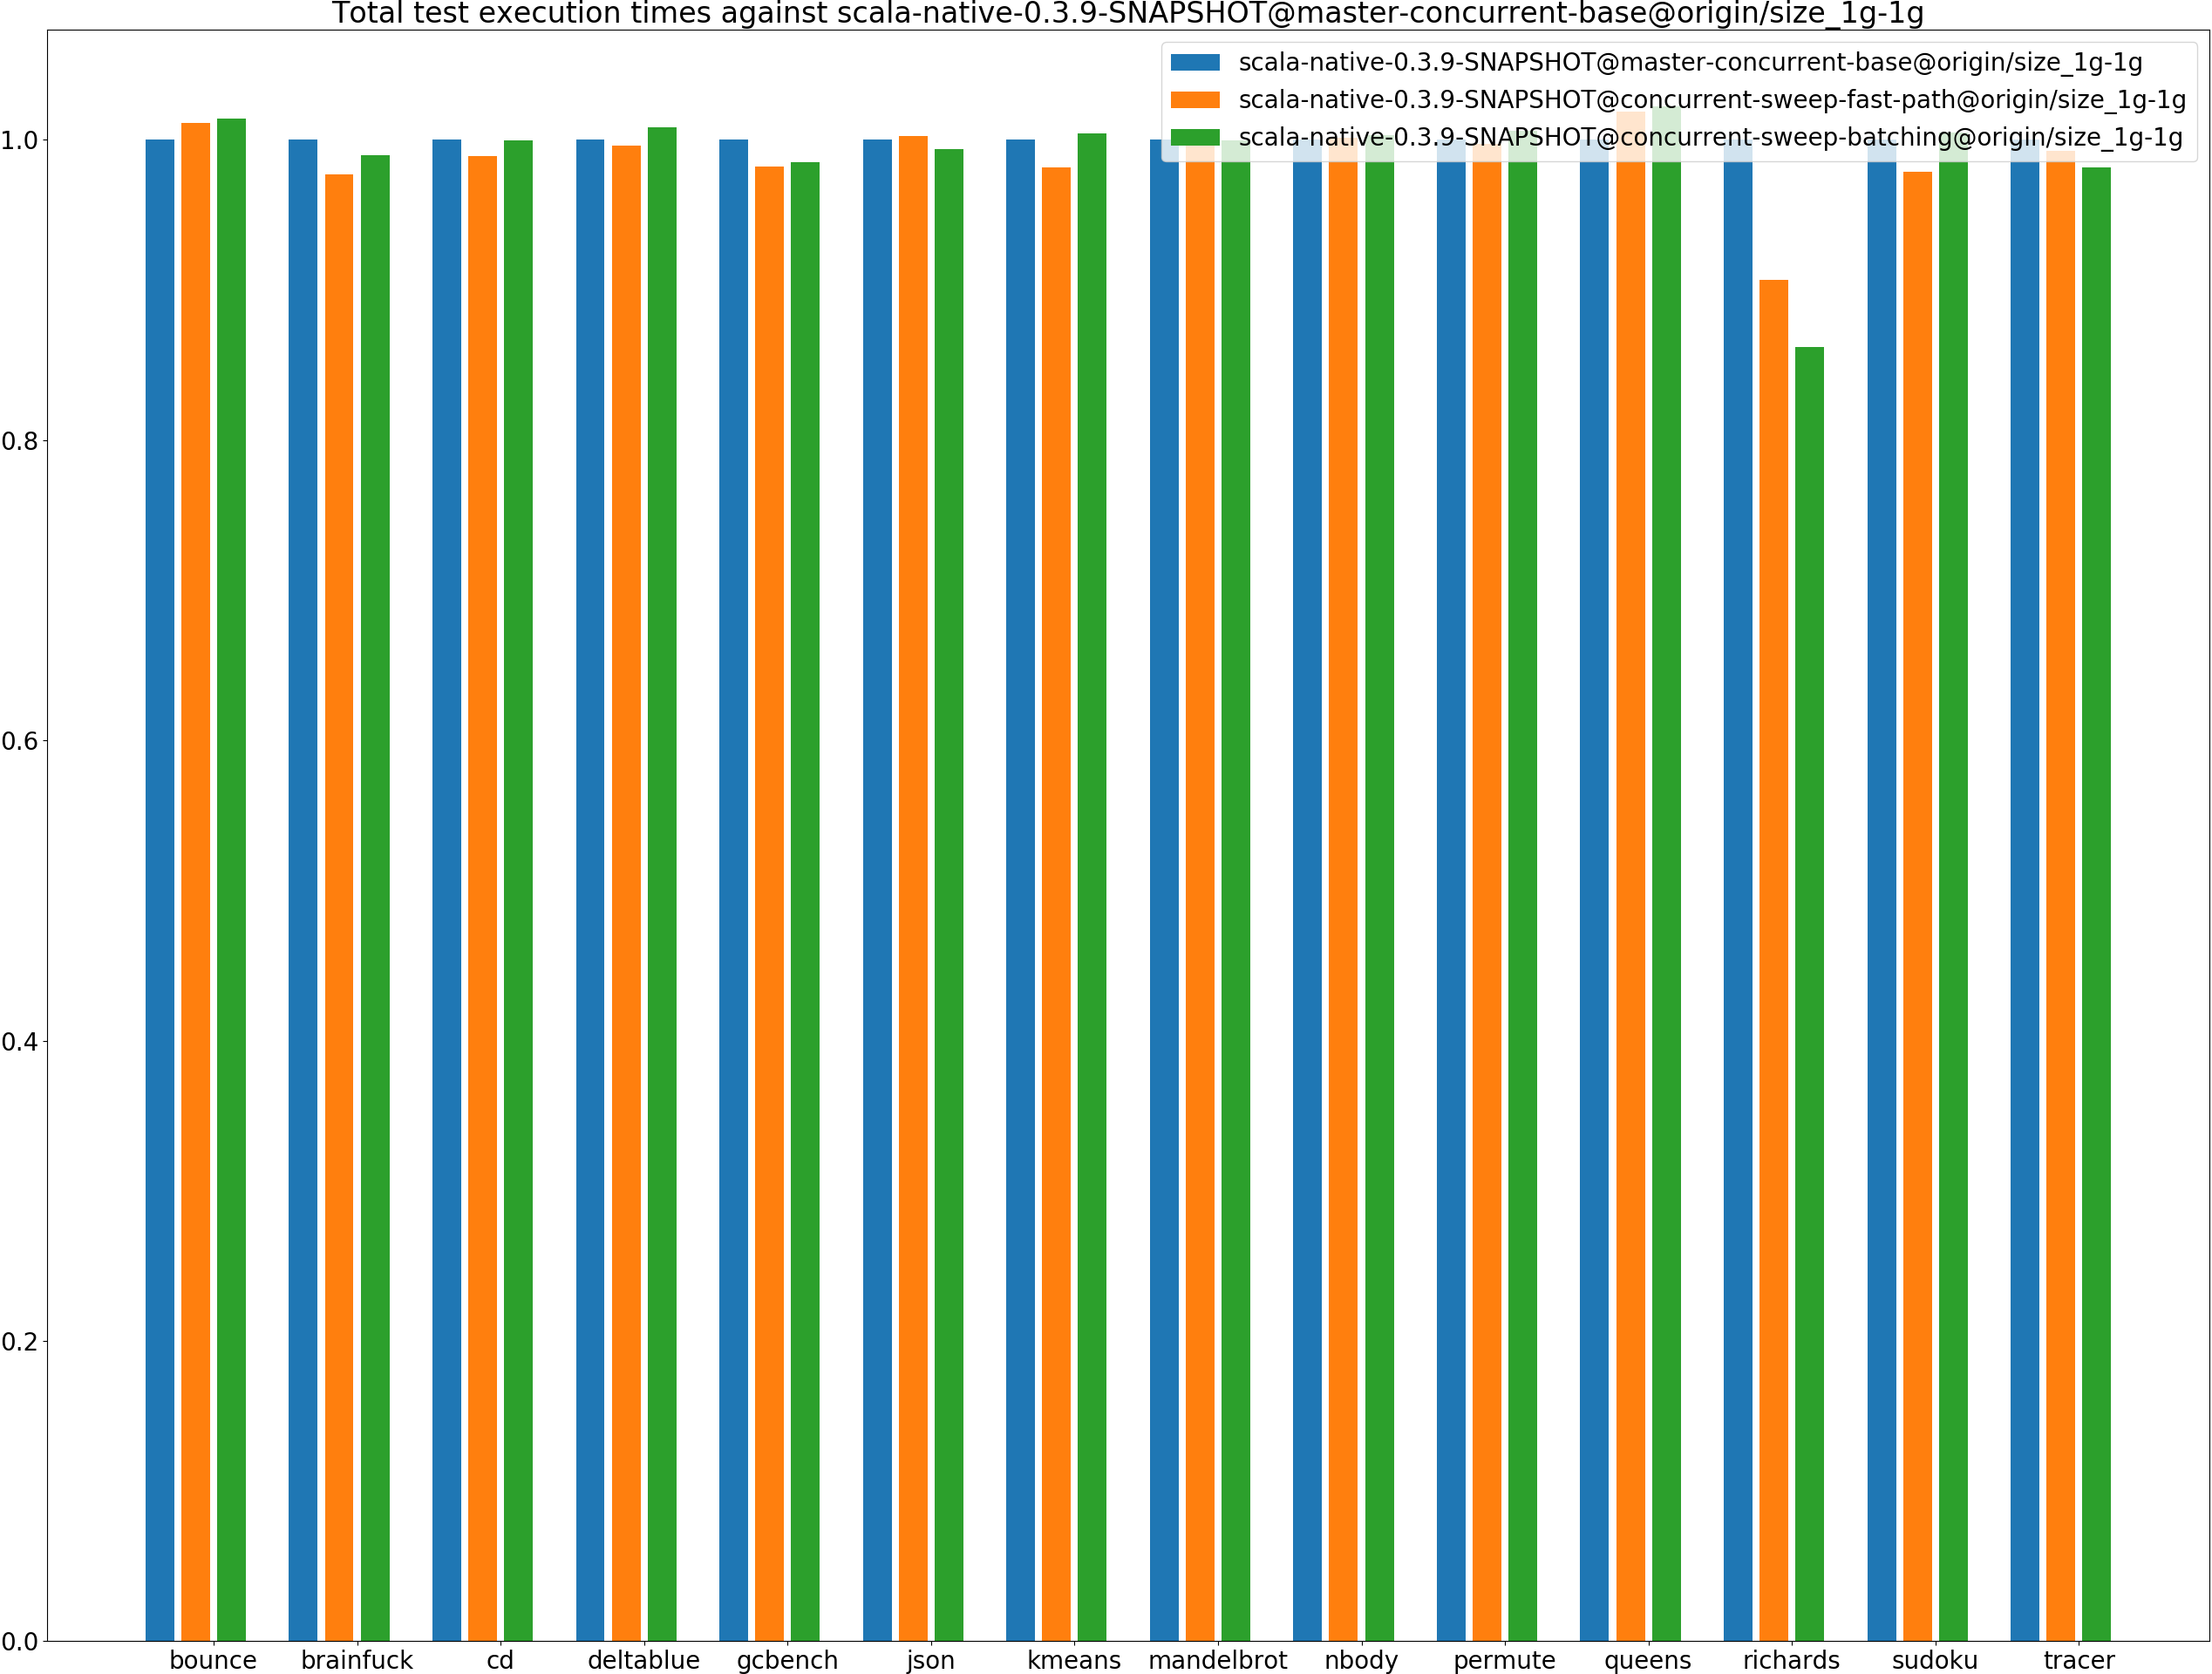 Total test execution times against scala-native-0.3.9-SNAPSHOT@master-concurrent-base@origin/size_1g-1g
scala-native-0.3.9-SNAPSHOT@master-concurrent-base@origin/size_1g-1g
scala-native-0.3.9-SNAPSHOT@concurrent-sweep-fast-path@origin/size_1g-1g
scala-native-0.3.9-SNAPSHOT@concurrent-sweep-batching@origin/size_1g-1g
1.0
0.8
0.6
0.4
0.2
0.0
bounce brainfuck cd deltablue gcbench json kmeans mandelbrot nbody permute queens richards sudoku tracer